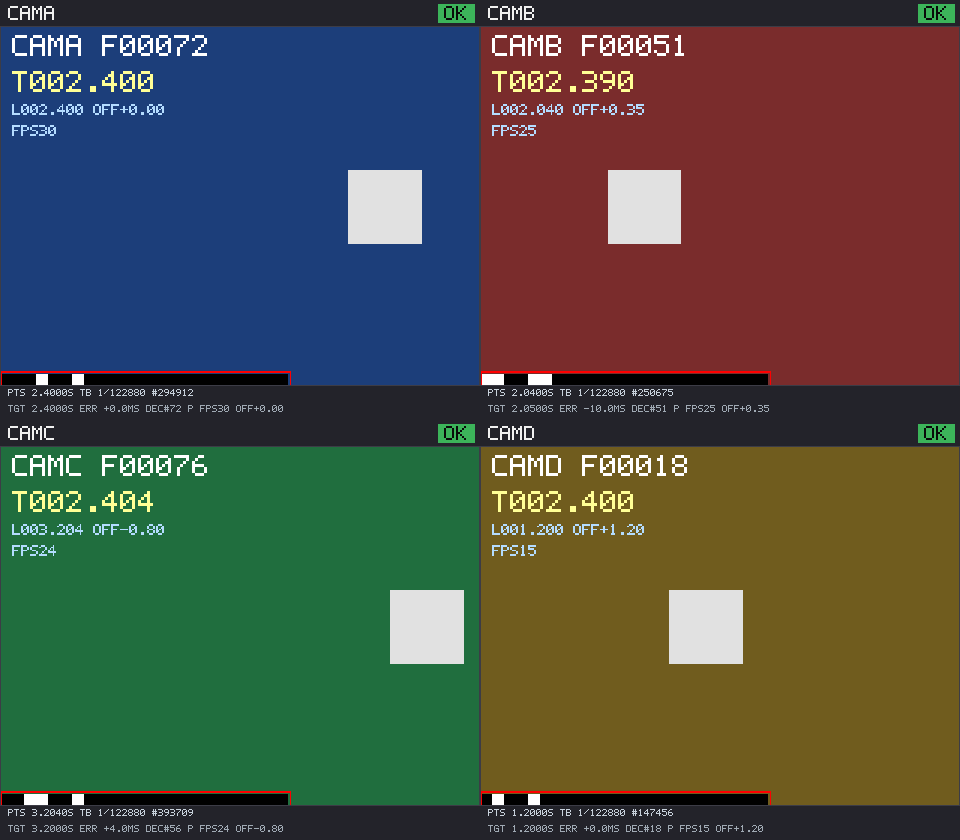 CAMA OK
CAMA F00072
T002.400
L002.400 OFF+0.00
FPS30
PTS 2.4000S TB 1/122880 #294912
TGT 2.4000S ERR +0.0MS DEC#72 P FPS30 OFF+0.00
CAMB OK
CAMB F00051
T002.390
L002.040 OFF+0.35
FPS25
PTS 2.0400S TB 1/122880 #250675
TGT 2.0500S ERR -10.0MS DEC#51 P FPS25 OFF+0.35
CAMC OK
CAMC F00076
T002.404
L003.204 OFF-0.80
FPS24
PTS 3.2040S TB 1/122880 #393709
TGT 3.2000S ERR +4.0MS DEC#56 P FPS24 OFF-0.80
CAMD OK
CAMD F00018
T002.400
L001.200 OFF+1.20
FPS15
PTS 1.2000S TB 1/122880 #147456
TGT 1.2000S ERR +0.0MS DEC#18 P FPS15 OFF+1.20